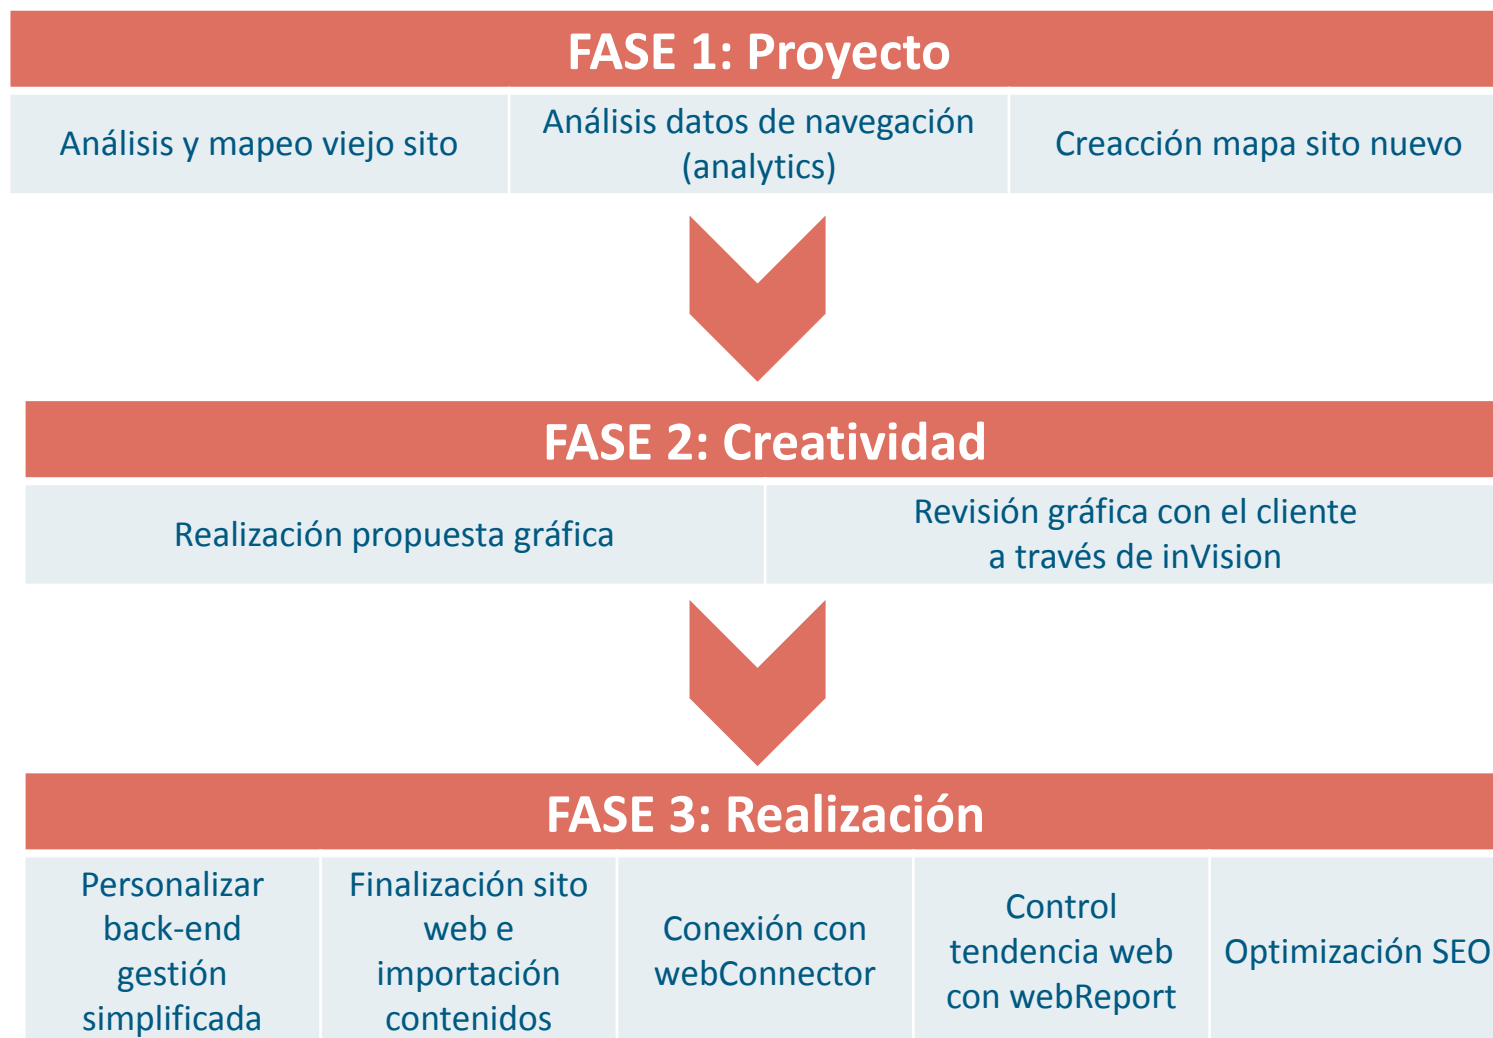 FASE 1: Proyecto
Análisis y mapeo viejo sito
Análisis datos de navegación
(analytics)
Creacción mapa sito nuevo
FASE 2: Creatividad
Realización propuesta gráfica
Revisión gráfica con el cliente
a través de inVision
FASE 3: Realización
Personalizar
back-end
gestión
simplificada
Finalización sito
web e
importación
contenidos
Conexión con
webConnector
Control
tendencia web
con webReport
Optimización SEO